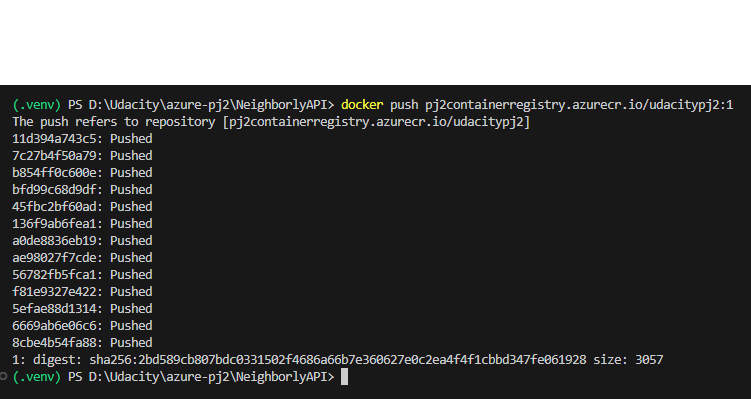 (.venv) PS D:\Udacity\azure-pj2\NeighborlyAPI> docker push pj2containerregistry.azurecr.io/udacitypj2:1
The push refers to repository [pj2containerregistry.azurecr.io/udacitypj2]
11d394a743c5: Pushed
7c27b4f50a79: Pushed
b854ff0c600e: Pushed
bfd99c68d9df: Pushed
45fbc2bf60ad: Pushed
136f9ab6fea1: Pushed
a0de8836eb19: Pushed
ae98027f7cde: Pushed
56782fb5fca1: Pushed
f81e9327e422: Pushed
5efae88d1314: Pushed
6669ab6e06c6: Pushed
8cbe4b54fa88: Pushed
1: digest: sha256:2bd589cb807bdc0331502f4686a66b7e360627e0c2ea4f4f1cbbd347fe061928 size: 3057
(.venv) PS D:\Udacity\azure-pj2\NeighborlyAPI>